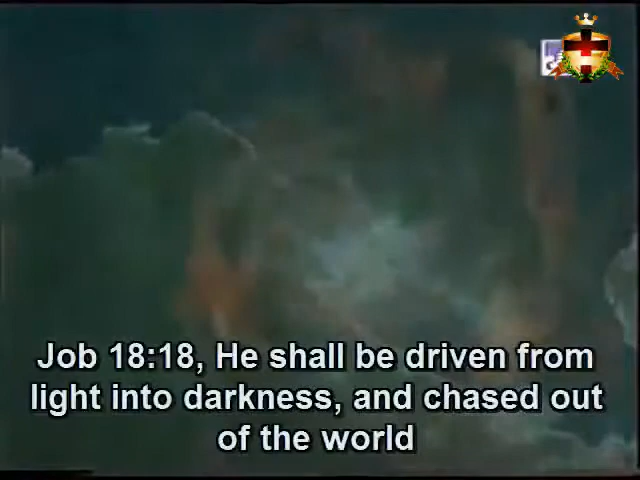 Job 18:18, He shall be driven from
light into darkness, and chased out
of the world